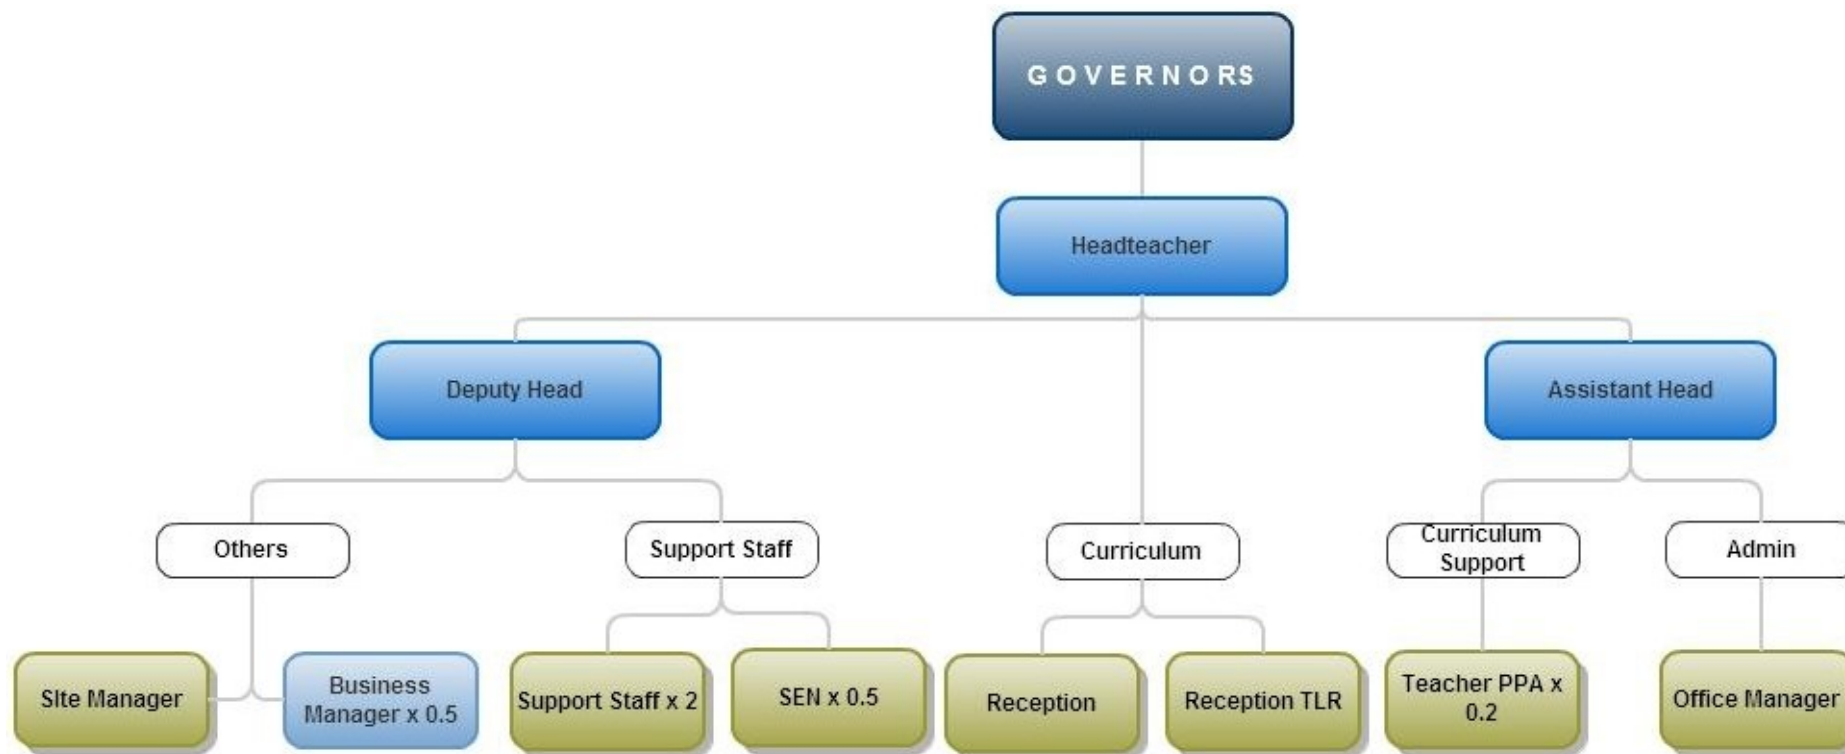 G O V E R N O RS
Headteacher
Deputy Head
Assistant Head
Others
Support Staff
Curriculum
Curriculum
Support
Admin
SIte Manager
Business
Manager x 0.5
Support Staff x 2
SEN x 0.5
Reception
Reception TLR
Teacher PPA x
0.2
Office Manager